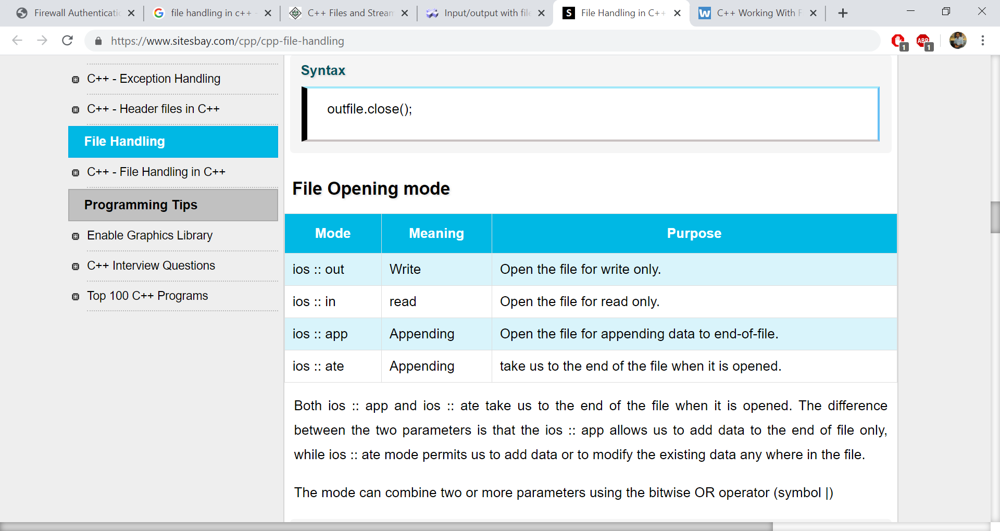 Firewall Authenticati
file handling in c++ -
C++ Files and Stream
Input/output with file
S
File Handling in C++
W
C++ Working With F
https://www.sitesbay.com/cpp/cpp-file-handling
1
ABP
1
C++ - Exception Handling
C++ - Header files in C++
File Handling
C++ - File Handling in C++
Programming Tips
Enable Graphics Library
C++ Interview Questions
Top 100 C++ Programs
Syntax
outfile.close();
File Opening mode
Mode Meaning Purpose
ios :: out Write Open the file for write only.
ios :: in read Open the file for read only.
ios :: app Appending Open the file for appending data to end-of-file.
ios :: ate Appending take us to the end of the file when it is opened.
Both ios :: app and ios :: ate take us to the end of the file when it is opened. The difference
between the two parameters is that the ios :: app allows us to add data to the end of file only,
while ios :: ate mode permits us to add data or to modify the existing data any where in the file.
The mode can combine two or more parameters using the bitwise OR operator (symbol |)